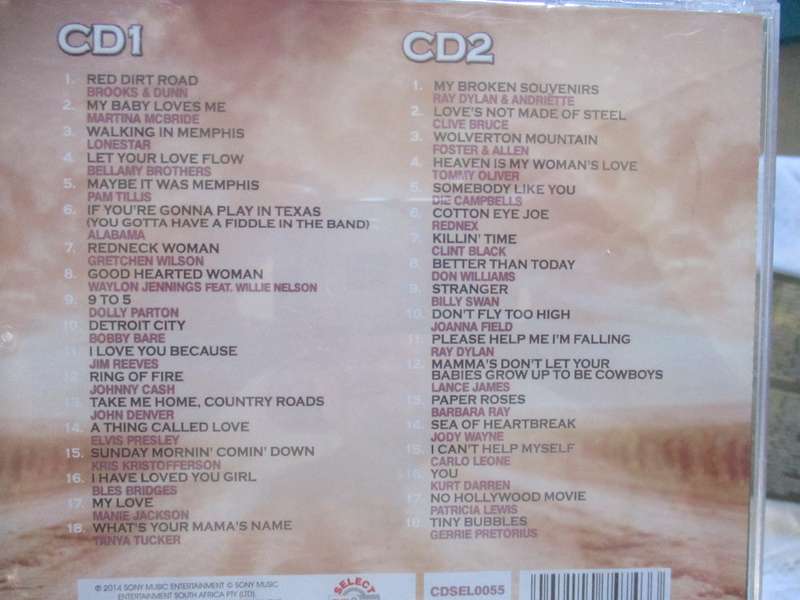 CD1
1. RED DIRT ROAD
BROOKS & DUNN
2. MY BABY LOVES ME
MARTINA MCBRIDE
3. WALKING IN MEMPHIS
LONESTAR
4. LET YOUR LOVE FLOW
BELLAMY BROTHERS
5. MAYBE IT WAS MEMPHIS
PAM TILLIS
6. IF YOU'RE GONNA PLAY IN TEXAS
(YOU GOTTA HAVE A FIDDLE IN THE BAND)
ALABAMA
7. REDNECK WOMAN
GRETCHEN WILSON
8. GOOD HEARTED WOMAN
WAYLON JENNINGS FEAT. WILLIE NELSON
9. 9 TO 5
DOLLY PARTON
10. DETROIT CITY
BOBBY BARE
11. I LOVE YOU BECAUSE
JIM REEVES
12. RING OF FIRE
JOHNNY CASH
13. TAKE ME HOME, COUNTRY ROADS
JOHN DENVER
14. A THING CALLED LOVE
ELVIS PRESLEY
15. SUNDAY MORNIN' COMIN' DOWN
KRIS KRISTOFFERSON
16. I HAVE LOVED YOU GIRL
BLES BRIDGES
17. MY LOVE
MANIE JACKSON
18. WHAT'S YOUR MAMA'S NAME
TANYA TUCKER
CD2
1. MY BROKEN SOUVENIRS
RAY DYLAN & ANDRIËTTE
2. LOVE'S NOT MADE OF STEEL
CLIVE BRUCE
3. WOLVERTON MOUNTAIN
FOSTER & ALLEN
4. HEAVEN IS MY WOMAN'S LOVE
TOMMY OLIVER
5. SOMEBODY LIKE YOU
DIE CAMPBELLS
6. COTTON EYE JOE
REDNEX
7. KILLIN' TIME
CLINT BLACK
8. BETTER THAN TODAY
DON WILLIAMS
9. STRANGER
BILLY SWAN
10. DON'T FLY TOO HIGH
JOANNA FIELD
11. PLEASE HELP ME I'M FALLING
RAY DYLAN
12. MAMMA'S DON'T LET YOUR
BABIES GROW UP TO BE COWBOYS
LANCE JAMES
13. PAPER ROSES
BARBARA RAY
14. SEA OF HEARTBREAK
JODY WAYNE
15. I CAN'T HELP MYSELF
CARLO LEONE
16. YOU
KURT DARREN
17. NO HOLLYWOOD MOVIE
PATRICIA LEWIS
18. TINY BUBBLES
GERRIE PRETORIUS
℗ 2014 SONY MUSIC ENTERTAINMENT © SONY MUSIC
ENTERTAINMENT SOUTH AFRICA PTY (LTD).
SELECT
CDSEL0055